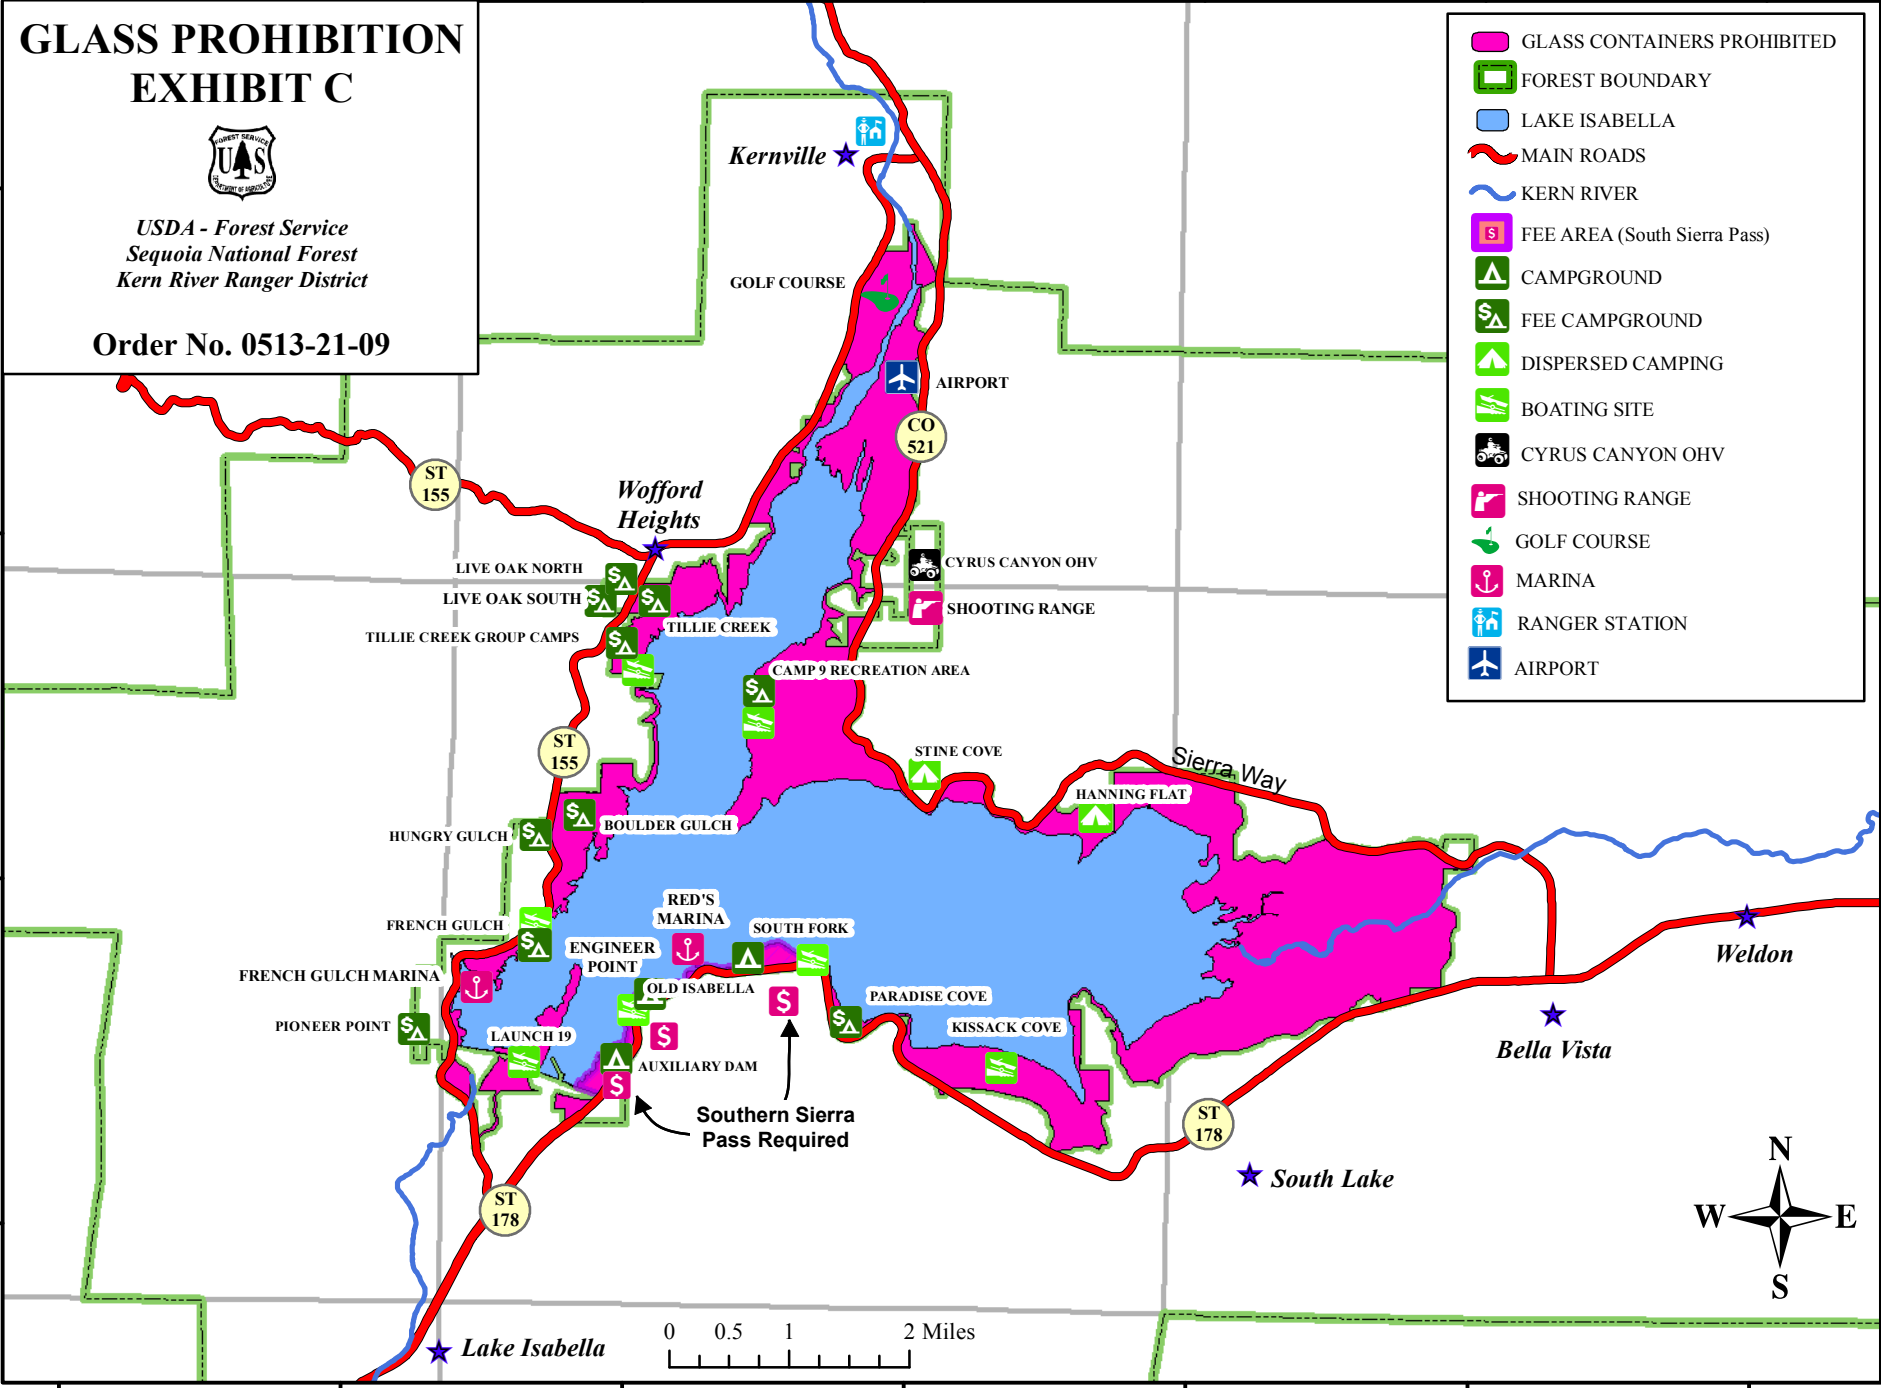 GLASS PROHIBITION
EXHIBIT C
FOREST SERVICE
U S
DEPARTMENT OF AGRICULTURE
USDA - Forest Service
Sequoia National Forest
Kern River Ranger District
Order No. 0513-21-09
GLASS CONTAINERS PROHIBITED
FOREST BOUNDARY
LAKE ISABELLA
MAIN ROADS
KERN RIVER
$ FEE AREA (South Sierra Pass)
CAMPGROUND
$ FEE CAMPGROUND
DISPERSED CAMPING
BOATING SITE
CYRUS CANYON OHV
SHOOTING RANGE
GOLF COURSE
MARINA
RANGER STATION
AIRPORT
Kernville
GOLF COURSE
AIRPORT
CO
521
ST
155
Wofford
Heights
LIVE OAK NORTH
$
LIVE OAK SOUTH
$
$
TILLIE CREEK
TILLIE CREEK GROUP CAMPS
$
CYRUS CANYON OHV
SHOOTING RANGE
CAMP 9 RECREATION AREA
$
ST
155
STINE COVE
Sierra Way
HANNING FLAT
$
BOULDER GULCH
HUNGRY GULCH
$
RED'S
MARINA
FRENCH GULCH
$
SOUTH FORK
ENGINEER
POINT
FRENCH GULCH MARINA
OLD ISABELLA
$
PARADISE COVE
$
PIONEER POINT
$
KISSACK COVE
LAUNCH 19
$
AUXILIARY DAM
$
Southern Sierra
Pass Required
Weldon
Bella Vista
ST
178
South Lake
ST
178
Lake Isabella
0 0.5 1 2 Miles
N
W E
S